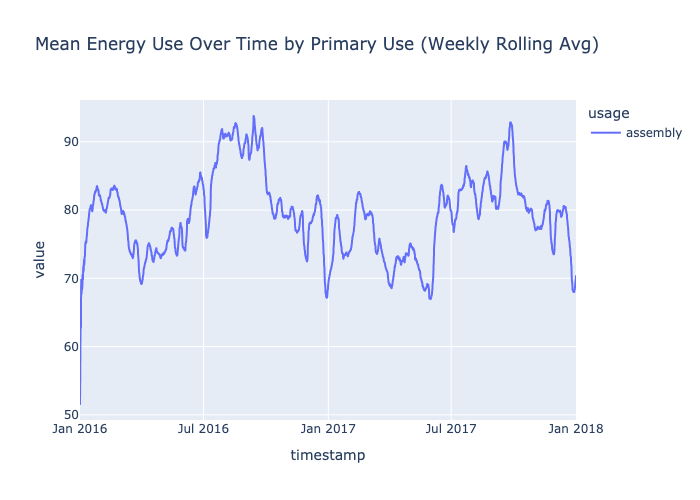 Mean Energy Use Over Time by Primary Use (Weekly Rolling Avg)
usage
assembly
90
80
70
60
50
value
Jan 2016
Jul 2016
Jan 2017
Jul 2017
Jan 2018
timestamp